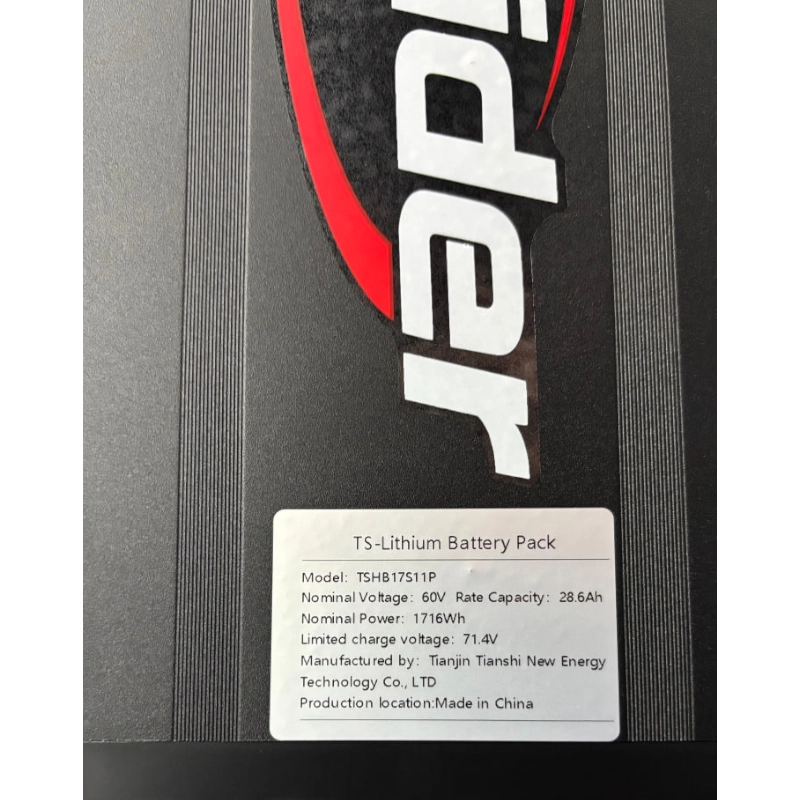 ider
TS-Lithium Battery Pack
Model: TSHB17S11P
Nominal Voltage: 60V Rate Capacity: 28.6Ah
Nominal Power: 1716Wh
Limited charge voltage: 71.4V
Manufactured by: Tianjin Tianshi New Energy
Technology Co., LTD
Production location:Made in China